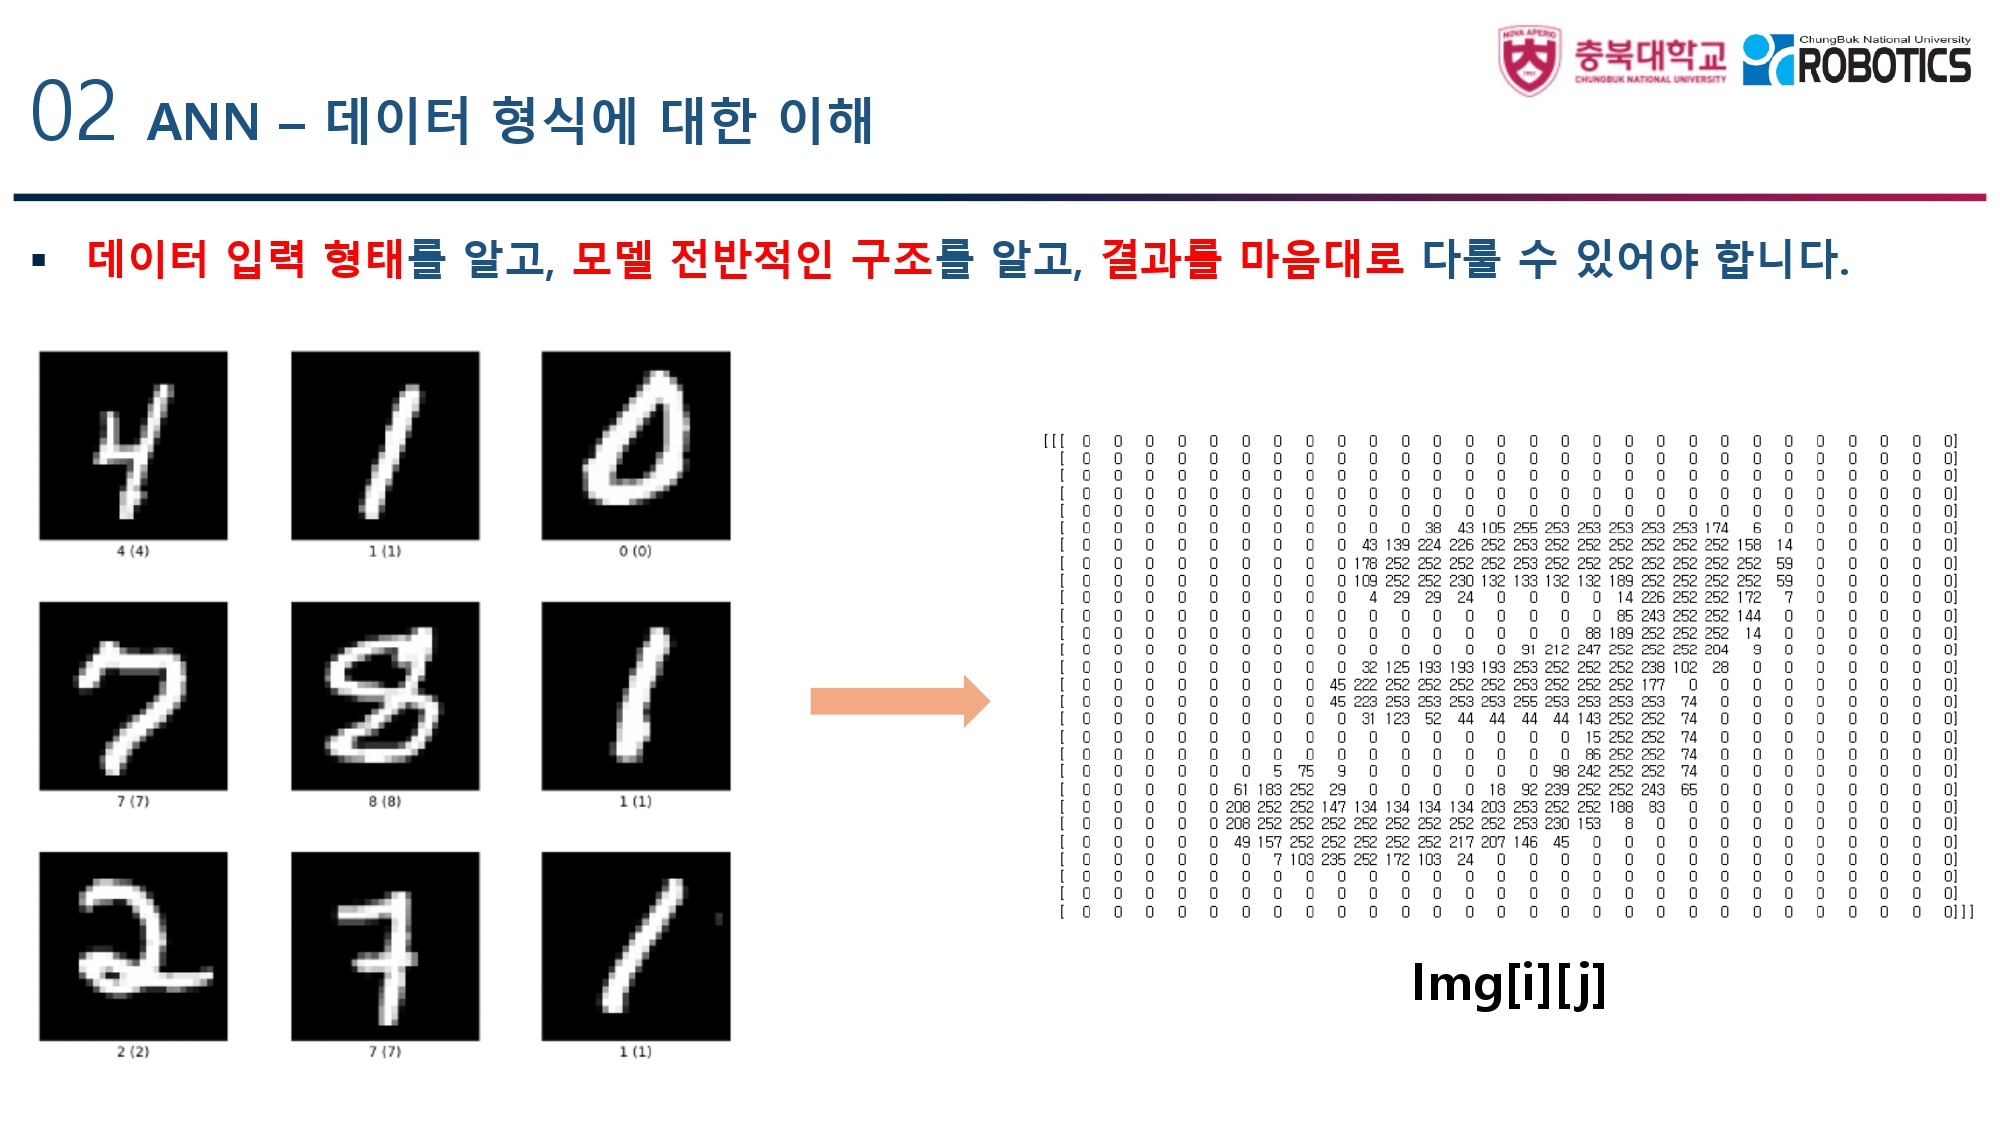 충북대학교
NOVA APERIO
CHUNGBUK NATIONAL UNIVERSITY
ChungBuk National University
ROBOTICS
02 ANN – 데이터 형식에 대한 이해
▪ 데이터 입력 형태를 알고, 모델 전반적인 구조를 알고, 결과를 마음대로 다룰 수 있어야 합니다.
4 (4) 1 (1) 0 (0)
7 (7) 8 (8) 1 (1)
2 (2) 7 (7) 1 (1)
[[[ 0 0 0 0 0 0 0 0 0 0 0 0 0 0 0 0 0 0 0 0 0 0 0 0 0 0 0 0]
[ 0 0 0 0 0 0 0 0 0 0 0 0 0 0 0 0 0 0 0 0 0 0 0 0 0 0 0 0]
[ 0 0 0 0 0 0 0 0 0 0 0 0 0 0 0 0 0 0 0 0 0 0 0 0 0 0 0 0]
[ 0 0 0 0 0 0 0 0 0 0 0 0 0 0 0 0 0 0 0 0 0 0 0 0 0 0 0 0]
[ 0 0 0 0 0 0 0 0 0 0 0 0 0 0 0 0 0 0 0 0 0 0 0 0 0 0 0 0]
[ 0 0 0 0 0 0 0 0 0 0 0 38 43 105 255 253 253 253 253 253 174 6 0 0 0 0 0 0]
[ 0 0 0 0 0 0 0 0 0 43 139 224 226 252 253 252 252 252 252 252 252 158 14 0 0 0 0 0]
[ 0 0 0 0 0 0 0 0 0 178 252 252 252 252 253 252 252 252 252 252 252 252 59 0 0 0 0 0]
[ 0 0 0 0 0 0 0 0 0 109 252 252 230 132 133 132 132 189 252 252 252 252 59 0 0 0 0 0]
[ 0 0 0 0 0 0 0 0 0 4 29 29 24 0 0 0 0 14 226 252 252 172 7 0 0 0 0 0]
[ 0 0 0 0 0 0 0 0 0 0 0 0 0 0 0 0 0 85 243 252 252 144 0 0 0 0 0 0]
[ 0 0 0 0 0 0 0 0 0 0 0 0 0 0 0 0 88 189 252 252 252 14 0 0 0 0 0 0]
[ 0 0 0 0 0 0 0 0 0 0 0 0 0 0 91 212 247 252 252 252 204 9 0 0 0 0 0 0]
[ 0 0 0 0 0 0 0 0 0 32 125 193 193 193 253 252 252 252 238 102 28 0 0 0 0 0 0 0]
[ 0 0 0 0 0 0 0 0 45 222 252 252 252 252 253 252 252 252 177 0 0 0 0 0 0 0 0 0]
[ 0 0 0 0 0 0 0 0 45 223 253 253 253 253 255 253 253 253 253 74 0 0 0 0 0 0 0 0]
[ 0 0 0 0 0 0 0 0 0 31 123 52 44 44 44 44 143 252 252 74 0 0 0 0 0 0 0 0]
[ 0 0 0 0 0 0 0 0 0 0 0 0 0 0 0 0 15 252 252 74 0 0 0 0 0 0 0 0]
[ 0 0 0 0 0 0 0 0 0 0 0 0 0 0 0 0 86 252 252 74 0 0 0 0 0 0 0 0]
[ 0 0 0 0 0 0 5 75 9 0 0 0 0 0 0 98 242 252 252 74 0 0 0 0 0 0 0 0]
[ 0 0 0 0 0 61 183 252 29 0 0 0 0 18 92 239 252 252 243 65 0 0 0 0 0 0 0 0]
[ 0 0 0 0 0 208 252 252 147 134 134 134 134 203 253 252 252 188 83 0 0 0 0 0 0 0 0 0]
[ 0 0 0 0 0 208 252 252 252 252 252 252 252 252 253 230 153 8 0 0 0 0 0 0 0 0 0 0]
[ 0 0 0 0 0 49 157 252 252 252 252 252 217 207 146 45 0 0 0 0 0 0 0 0 0 0 0 0]
[ 0 0 0 0 0 0 7 103 235 252 172 103 24 0 0 0 0 0 0 0 0 0 0 0 0 0 0 0]
[ 0 0 0 0 0 0 0 0 0 0 0 0 0 0 0 0 0 0 0 0 0 0 0 0 0 0 0 0]
[ 0 0 0 0 0 0 0 0 0 0 0 0 0 0 0 0 0 0 0 0 0 0 0 0 0 0 0 0]
[ 0 0 0 0 0 0 0 0 0 0 0 0 0 0 0 0 0 0 0 0 0 0 0 0 0 0 0 0]]]
Img[i][j]